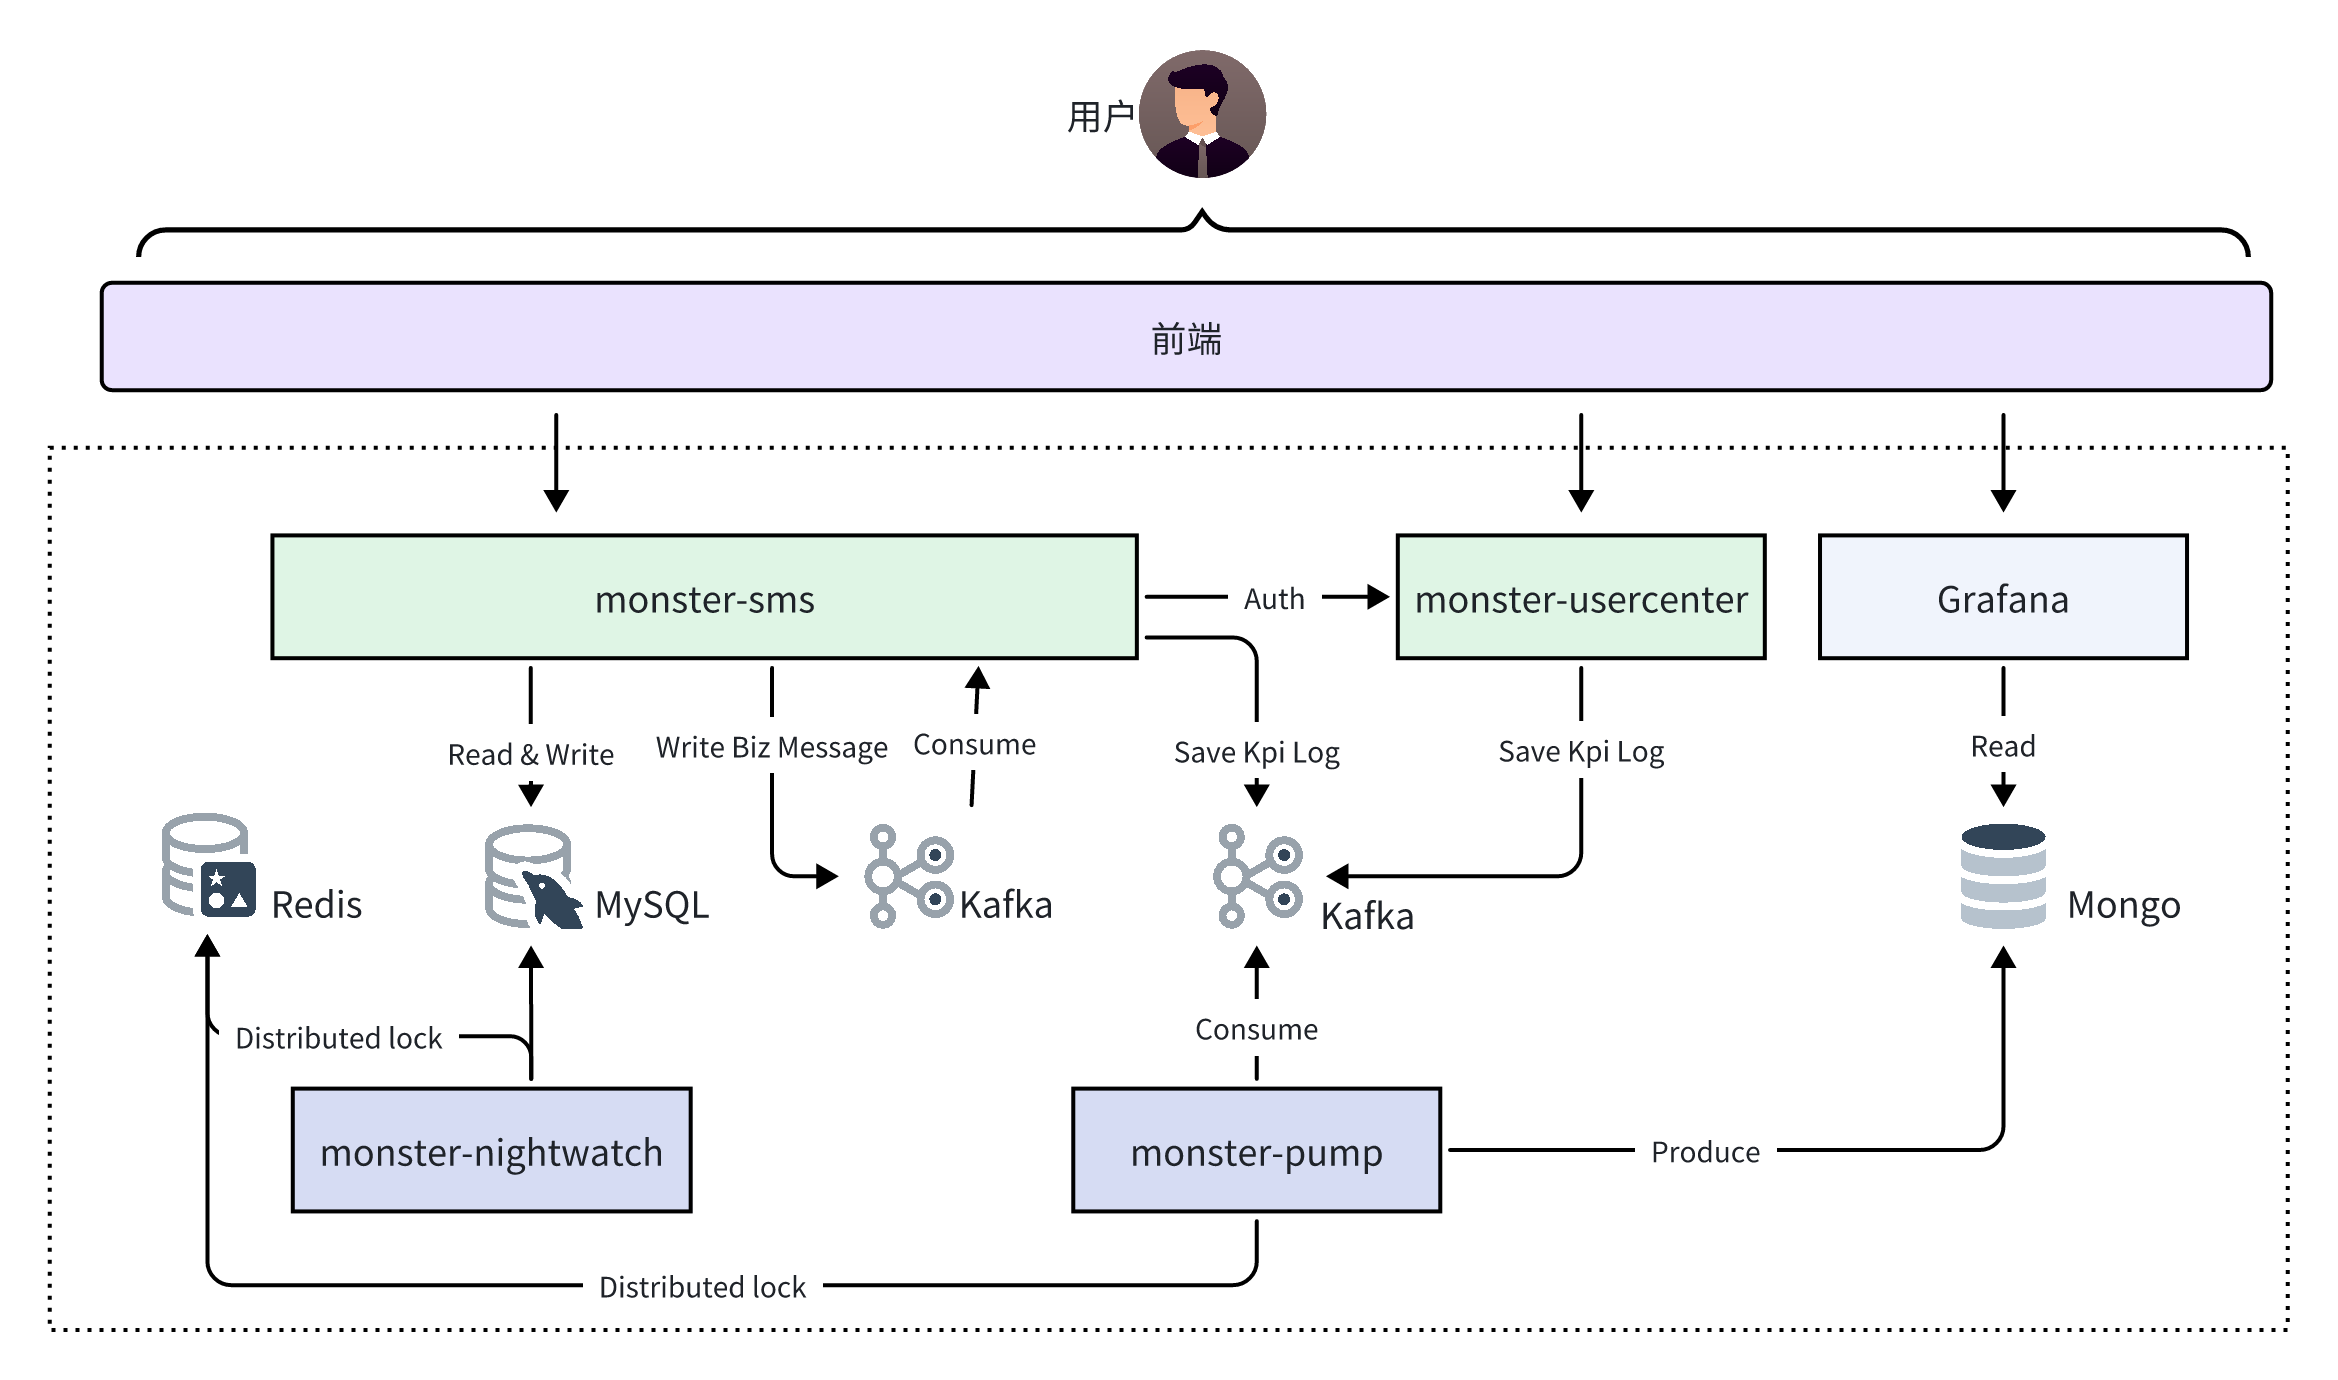 用户
前端
monster-sms
Auth
monster-usercenter
Grafana
Read & Write
Write Biz Message
Consume
Save Kpi Log
Save Kpi Log
Read
Redis
MySQL
Kafka
Kafka
Mongo
Distributed lock
Consume
monster-nightwatch
monster-pump
Produce
Distributed lock